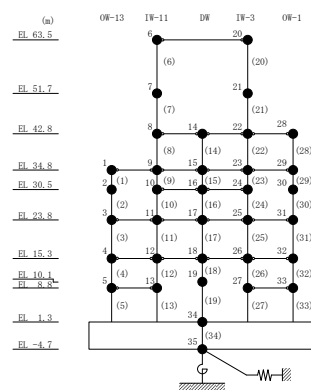 (m) OW-13 IW-11 DW IW-3 OW-1
EL 63.5 6 20
(6) (20)
EL 51.7 7 21
(7) (21)
EL 42.8 8 14 22 28
(8) (14) (22) (28)
EL 34.8 1 9 15 23 29
(1) (9) (15) (23) (29)
EL 30.5 2 10 16 24 30
(2) (10) (16) (24) (30)
EL 23.8 3 11 17 25 31
(3) (11) (17) (25) (31)
EL 15.3 4 12 18 26 32
(4) (12) (18) (26) (32)
EL 10.1 19
EL 8.8 5 13 27 33
(5) (13) (19) (27) (33)
EL 1.3 34
(34)
EL -4.7 35